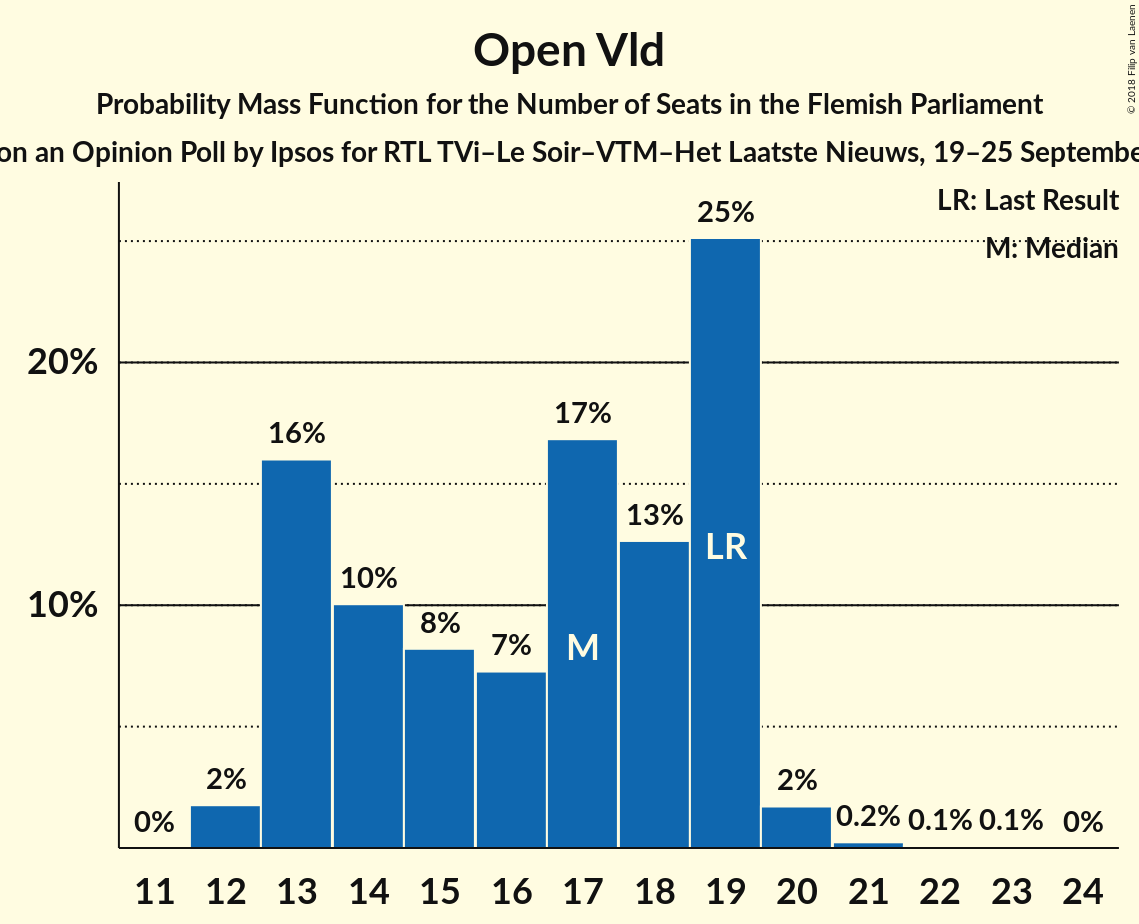 Open Vld
Probability Mass Function for the Number of Seats in the Flemish Parliament
on an Opinion Poll by Ipsos for RTL TVi–Le Soir–VTM–Het Laatste Nieuws, 19–25 Septembe
© 2018 Filip van Laenen
LR: Last Result
M: Median
25%
20%
17%
16%
13%
LR
10%
10%
8%
7%
M
2%
2%
0%
0.2%
0.1%
0.1%
0%
11 12 13 14 15 16 17 18 19 20 21 22 23 24